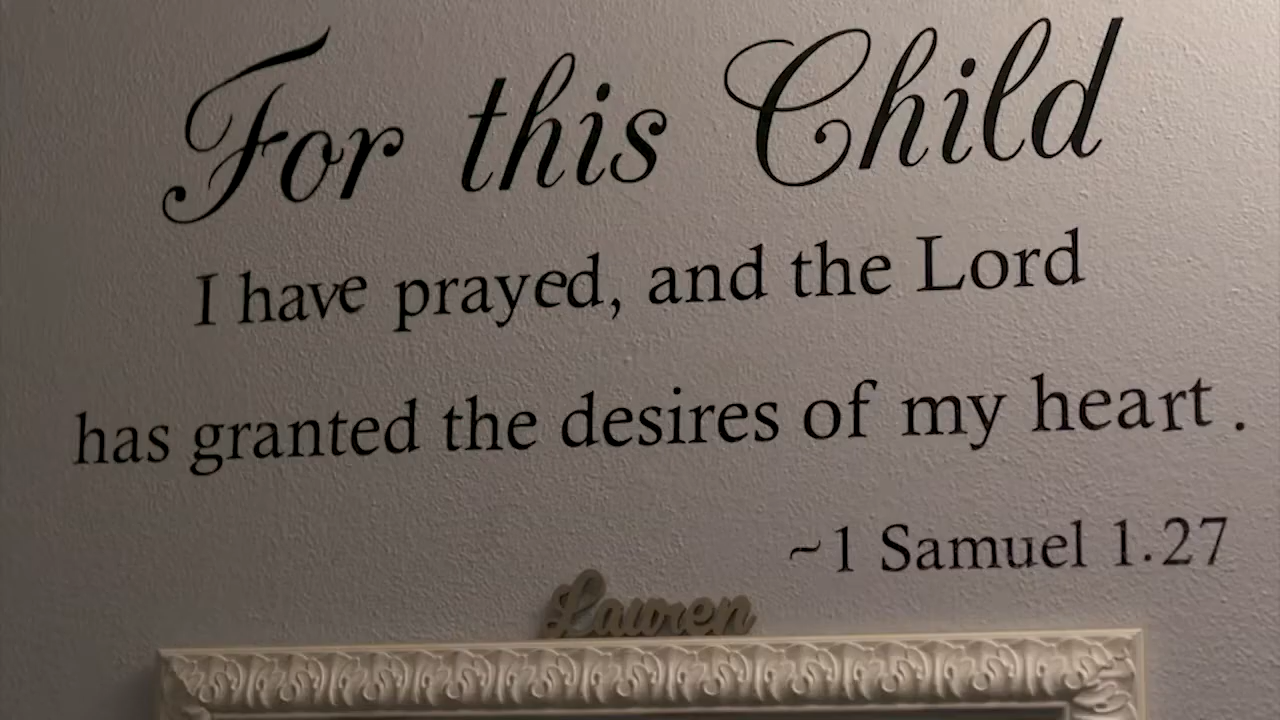 For this Child
I have prayed, and the Lord
has granted the desires of my heart.
~1 Samuel 1.27
Lauren